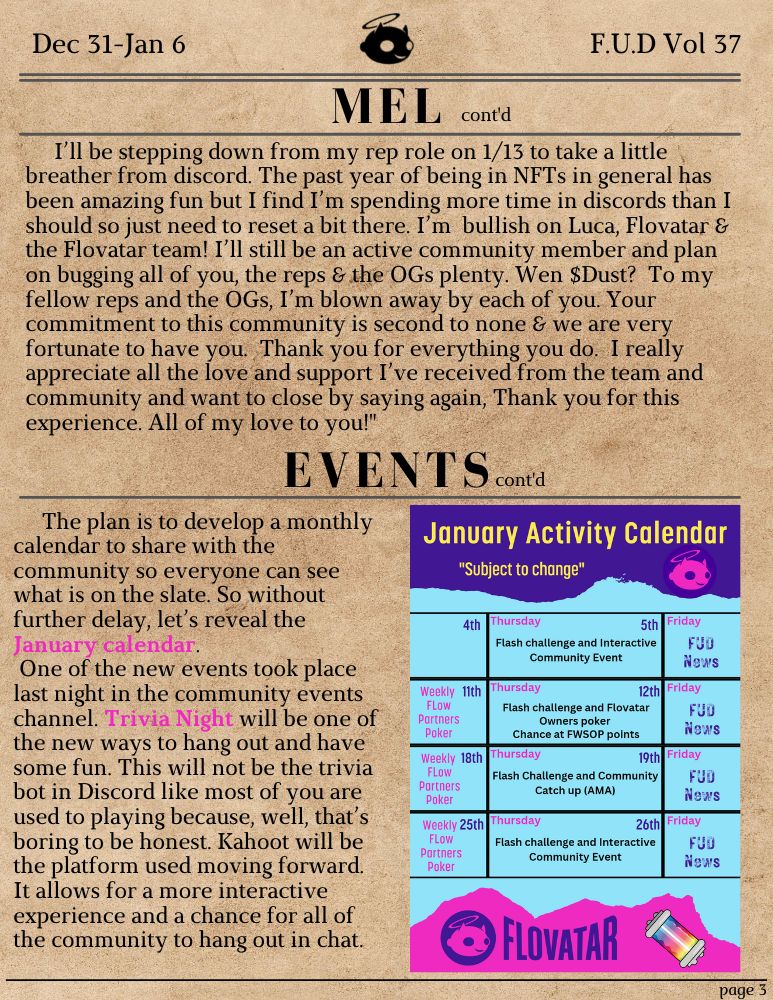 Dec 31-Jan 6
F.U.D Vol 37
MEL cont'd
I'll be stepping down from my rep role on 1/13 to take a little
breather from discord. The past year of being in NFTs in general has
been amazing fun but I find I'm spending more time in discords than I
should so just need to reset a bit there. I'm  bullish on Luca, Flovatar &
the Flovatar team! I'll still be an active community member and plan
on bugging all of you, the reps & the OGs plenty. Wen $Dust?  To my
fellow reps and the OGs, I'm blown away by each of you. Your
commitment to this community is second to none & we are very
fortunate to have you.  Thank you for everything you do.  I really
appreciate all the love and support I've received from the team and
community and want to close by saying again, Thank you for this
experience. All of my love to you!"
EVENTS cont'd
The plan is to develop a monthly
calendar to share with the
community so everyone can see
what is on the slate. So without
further delay, let's reveal the
January calendar.
One of the new events took place
last night in the community events
channel. Trivia Night will be one of
the new ways to hang out and have
some fun. This will not be the trivia
bot in Discord like most of you are
used to playing because, well, that's
boring to be honest. Kahoot will be
the platform used moving forward.
It allows for a more interactive
experience and a chance for all of
the community to hang out in chat.
January Activity Calendar
"Subject to change"
4th
Thursday 5th
Flash challenge and Interactive
Community Event
Friday
FUD
News
Weekly 11th
FLow
Partners
Poker
Thursday 12th
Flash challenge and Flovatar
Owners poker
Chance at FWSOP points
Friday
FUD
News
Weekly 18th
FLow
Partners
Poker
Thursday 19th
Flash Challenge and Community
Catch up (AMA)
Friday
FUD
News
Weekly 25th
FLow
Partners
Poker
Thursday 26th
Flash challenge and Interactive
Community Event
Friday
FUD
News
FLOVATAR
page 3